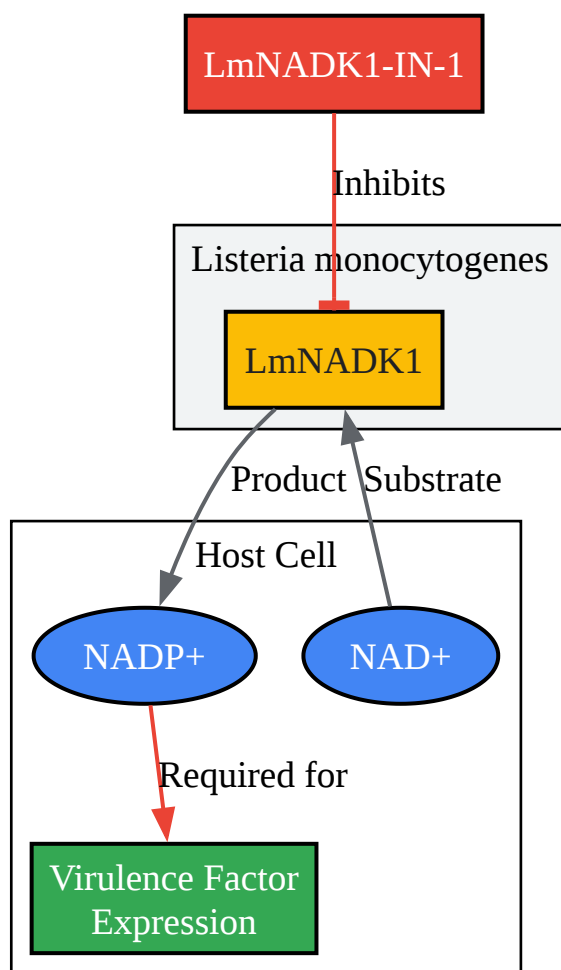 LmNADK1-IN-1
Inhibits
Listeria monocytogenes
LmNADK1
Product
Substrate
Host Cell
NADP+
NAD+
Required for
Virulence Factor
Expression